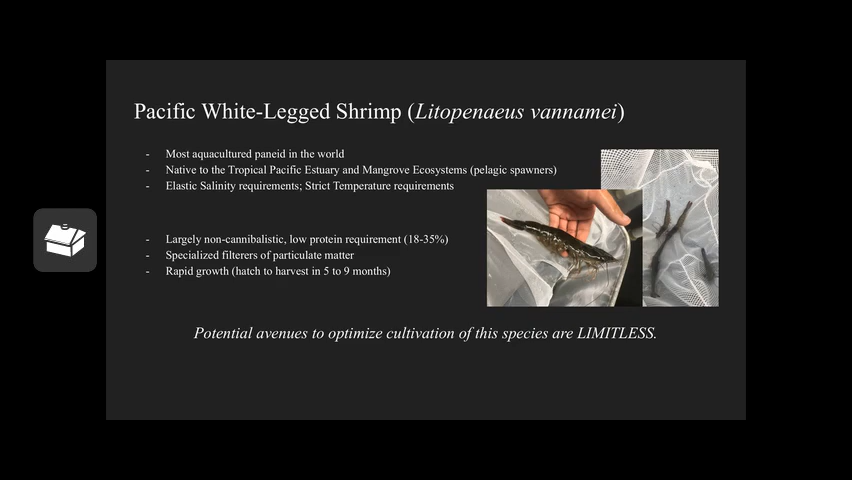 Pacific White-Legged Shrimp (Litopenaeus vannamei)
- Most aquacultured paneid in the world
- Native to the Tropical Pacific Estuary and Mangrove Ecosystems (pelagic spawners)
- Elastic Salinity requirements; Strict Temperature requirements
- Largely non-cannibalistic, low protein requirement (18-35%)
- Specialized filterers of particulate matter
- Rapid growth (hatch to harvest in 5 to 9 months)
Potential avenues to optimize cultivation of this species are LIMITLESS.